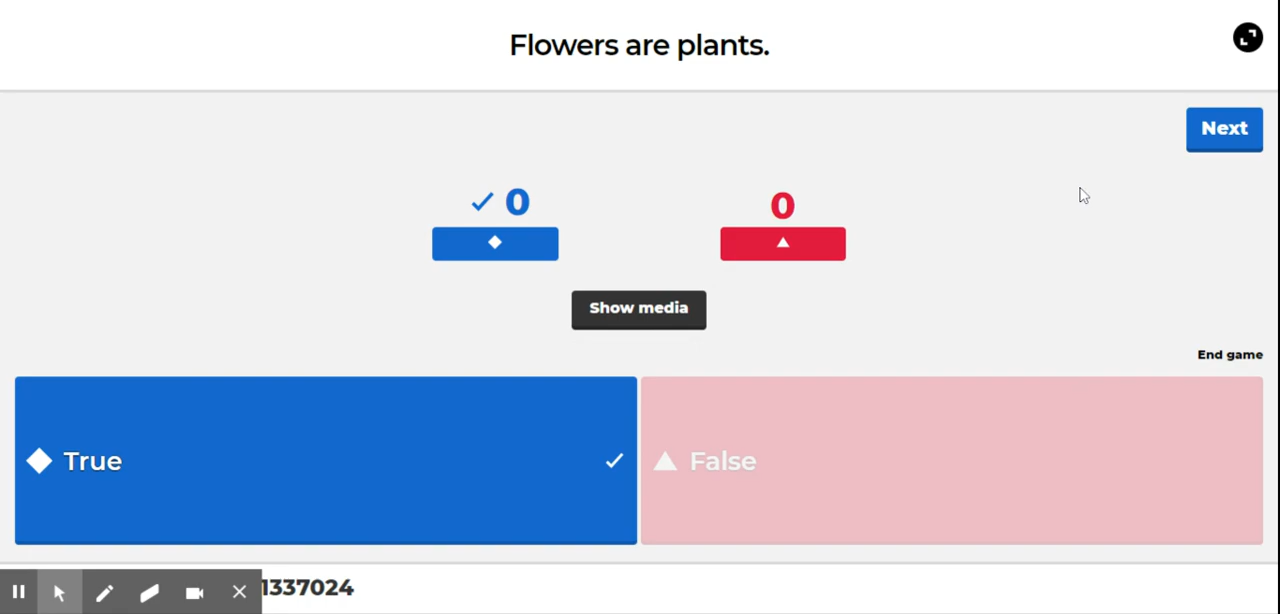 Flowers are plants.
Next
0
0
Show media
End game
True
False
1337024